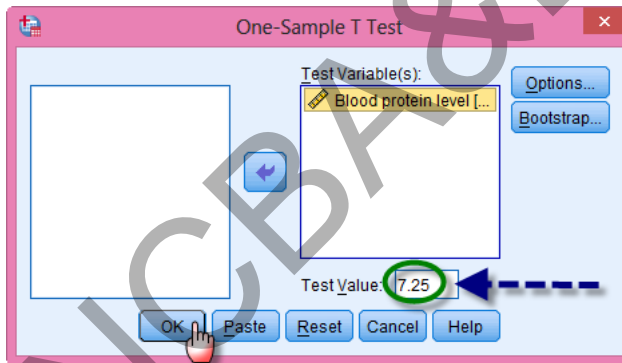 One-Sample T Test
Test Variable(s):
Blood protein level [...
Options...
Bootstrap...
Test Value: 7.25
OK Paste Reset Cancel Help
NCBA&